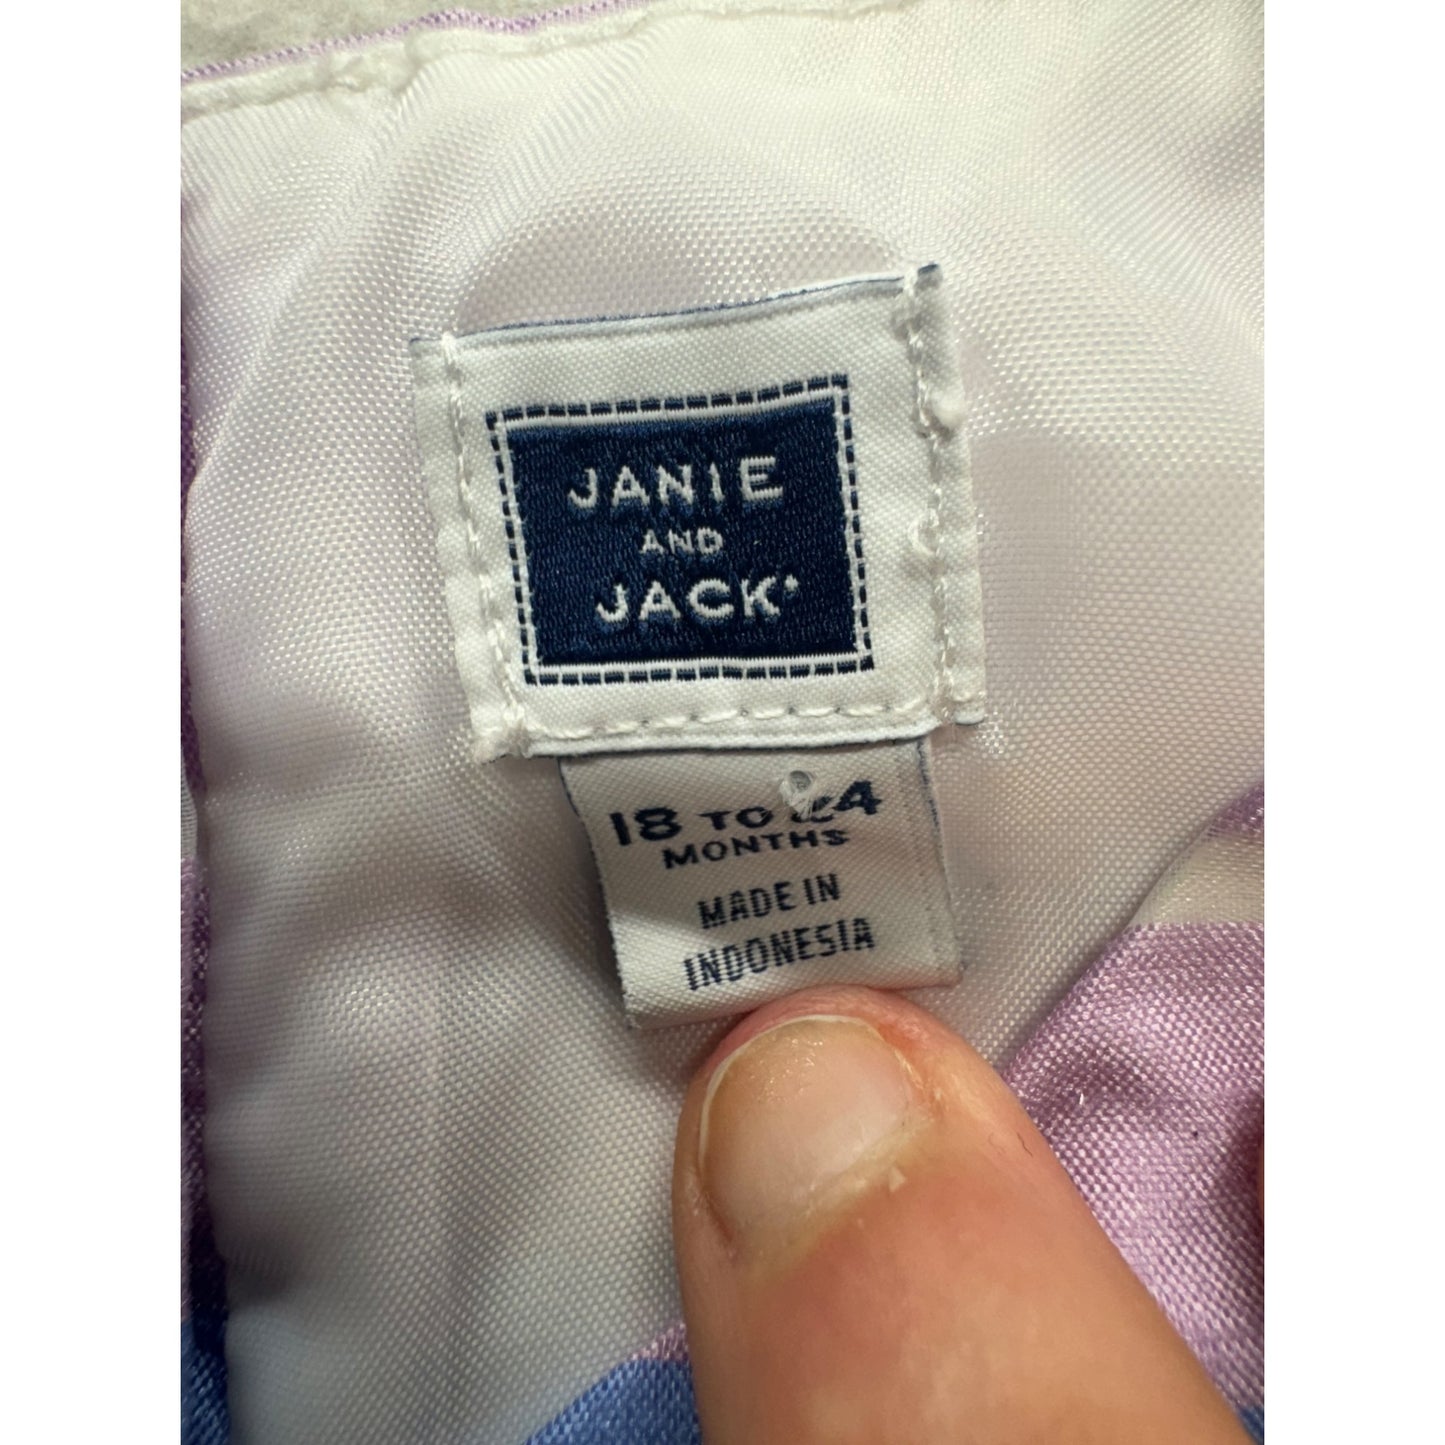 JANIE
AND
JACK
18 TO 24
MONTHS
MADE IN
INDONESIA